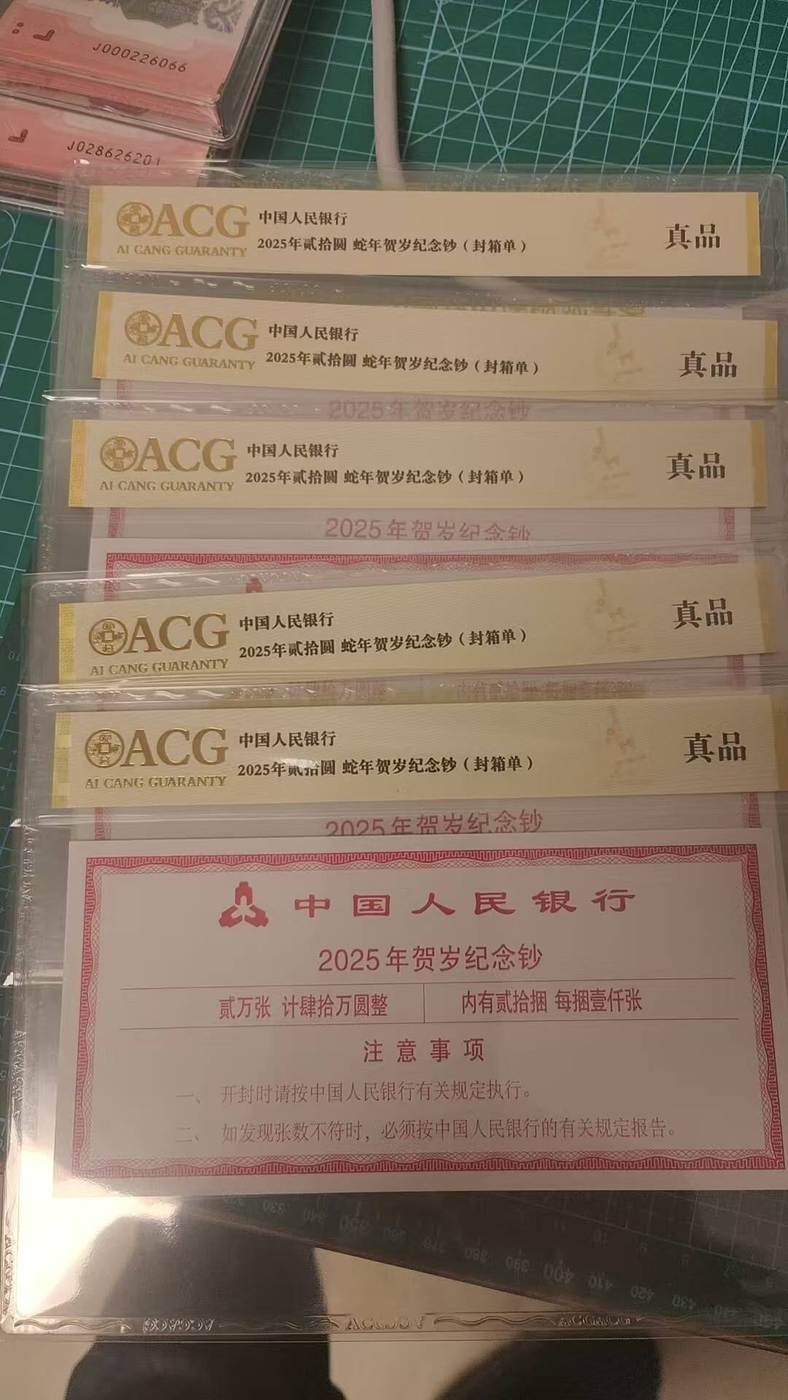 J000226066
J028626201
ACG
AI CANG GUARANTY
中国人民银行
2025年贰拾圆 蛇年贺岁纪念钞（封箱单）
真品
ACG
AI CANG GUARANTY
中国人民银行
2025年贰拾圆 蛇年贺岁纪念钞（封箱单）
真品
2025年贺岁纪念钞
ACG
AI CANG GUARANTY
中国人民银行
2025年贰拾圆 蛇年贺岁纪念钞（封箱单）
真品
2025年贺岁纪念钞
ACG
AI CANG GUARANTY
中国人民银行
2025年贰拾圆 蛇年贺岁纪念钞（封箱单）
真品
ACG
AI CANG GUARANTY
中国人民银行
2025年贰拾圆 蛇年贺岁纪念钞（封箱单）
真品
2025年贺岁纪念钞
中国人民银行
2025年贺岁纪念钞
贰万张 计肆拾万圆整
内有贰拾捆 每捆壹仟张
注意事项
一、 开封时请按中国人民银行有关规定执行。
二、 如发现张数不符时，必须按中国人民银行的有关规定报告。